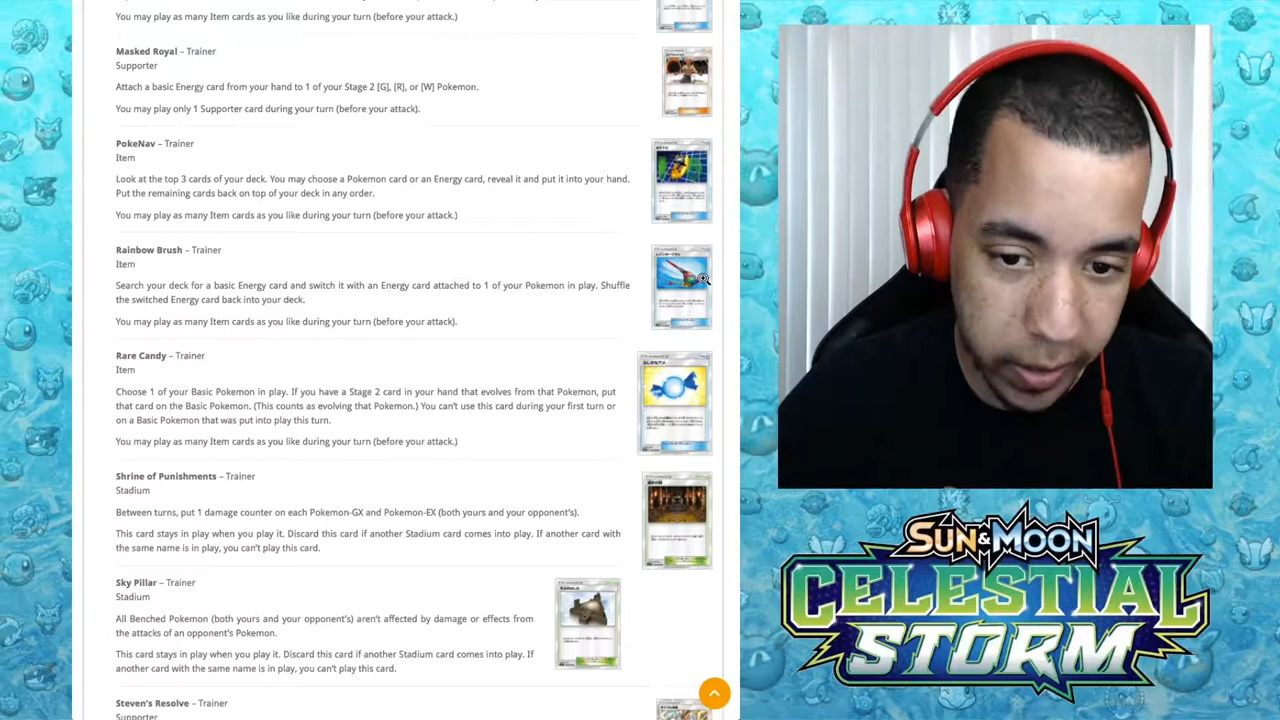 You may play as many Item cards as you like during your turn (before your attack.)
Masked Royal – Trainer
Supporter
Attach a basic Energy card from your hand to 1 of your Stage 2 [G], [R], or [W] Pokemon.
You may play only 1 Supporter card during your turn (before your attack).
PokeNav – Trainer
Item
Look at the top 3 cards of your deck. You may choose a Pokemon card or an Energy card, reveal it and put it into your hand.
Put the remaining cards back on top of your deck in any order.
You may play as many Item cards as you like during your turn (before your attack.)
Rainbow Brush – Trainer
Item
Search your deck for a basic Energy card and switch it with an Energy card attached to 1 of your Pokemon in play. Shuffle
the switched Energy card back into your deck.
You may play as many Item cards as you like during your turn (before your attack).
Rare Candy – Trainer
Item
Choose 1 of your Basic Pokemon in play. If you have a Stage 2 card in your hand that evolves from that Pokemon, put
that card on the Basic Pokemon. (This counts as evolving that Pokemon.) You can't use this card during your first turn or
on a Basic Pokemon that was put into play this turn.
You may play as many Item cards as you like during your turn (before your attack.)
Shrine of Punishments – Trainer
Stadium
Between turns, put 1 damage counter on each Pokemon-GX and Pokemon-EX (both yours and your opponent's).
This card stays in play when you play it. Discard this card if another Stadium card comes into play. If another card with
the same name is in play, you can't play this card.
Sky Pillar – Trainer
Stadium
All Benched Pokemon (both yours and your opponent's) aren't affected by damage or effects from
the attacks of an opponent's Pokemon.
This card stays in play when you play it. Discard this card if another Stadium card comes into play. If
another card with the same name is in play, you can't play this card.
Steven's Resolve – Trainer
Supporter
SUN & MOON
CELESTIAL
STORM